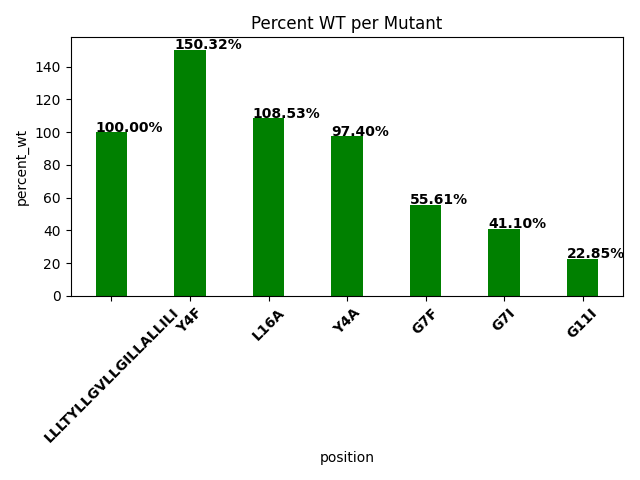 Percent WT per Mutant
percent_wt
140
120
100
80
60
40
20
0
100.00%
150.32%
108.53%
97.40%
55.61%
41.10%
22.85%
LLLTYLLGVLLGILLALLILI
Y4F
L16A
Y4A
G7F
G7I
G11I
position